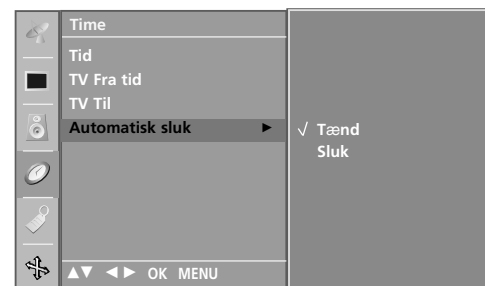 Time
Tid
TV Fra tid
TV Til
Automatisk sluk ►
√ Tænd
Sluk
▲▼ ◄► OK MENU